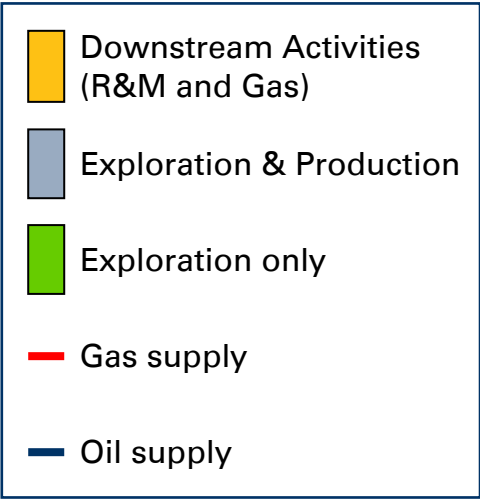 Downstream Activities
(R&M and Gas)
Exploration & Production
Exploration only
Gas supply
Oil supply